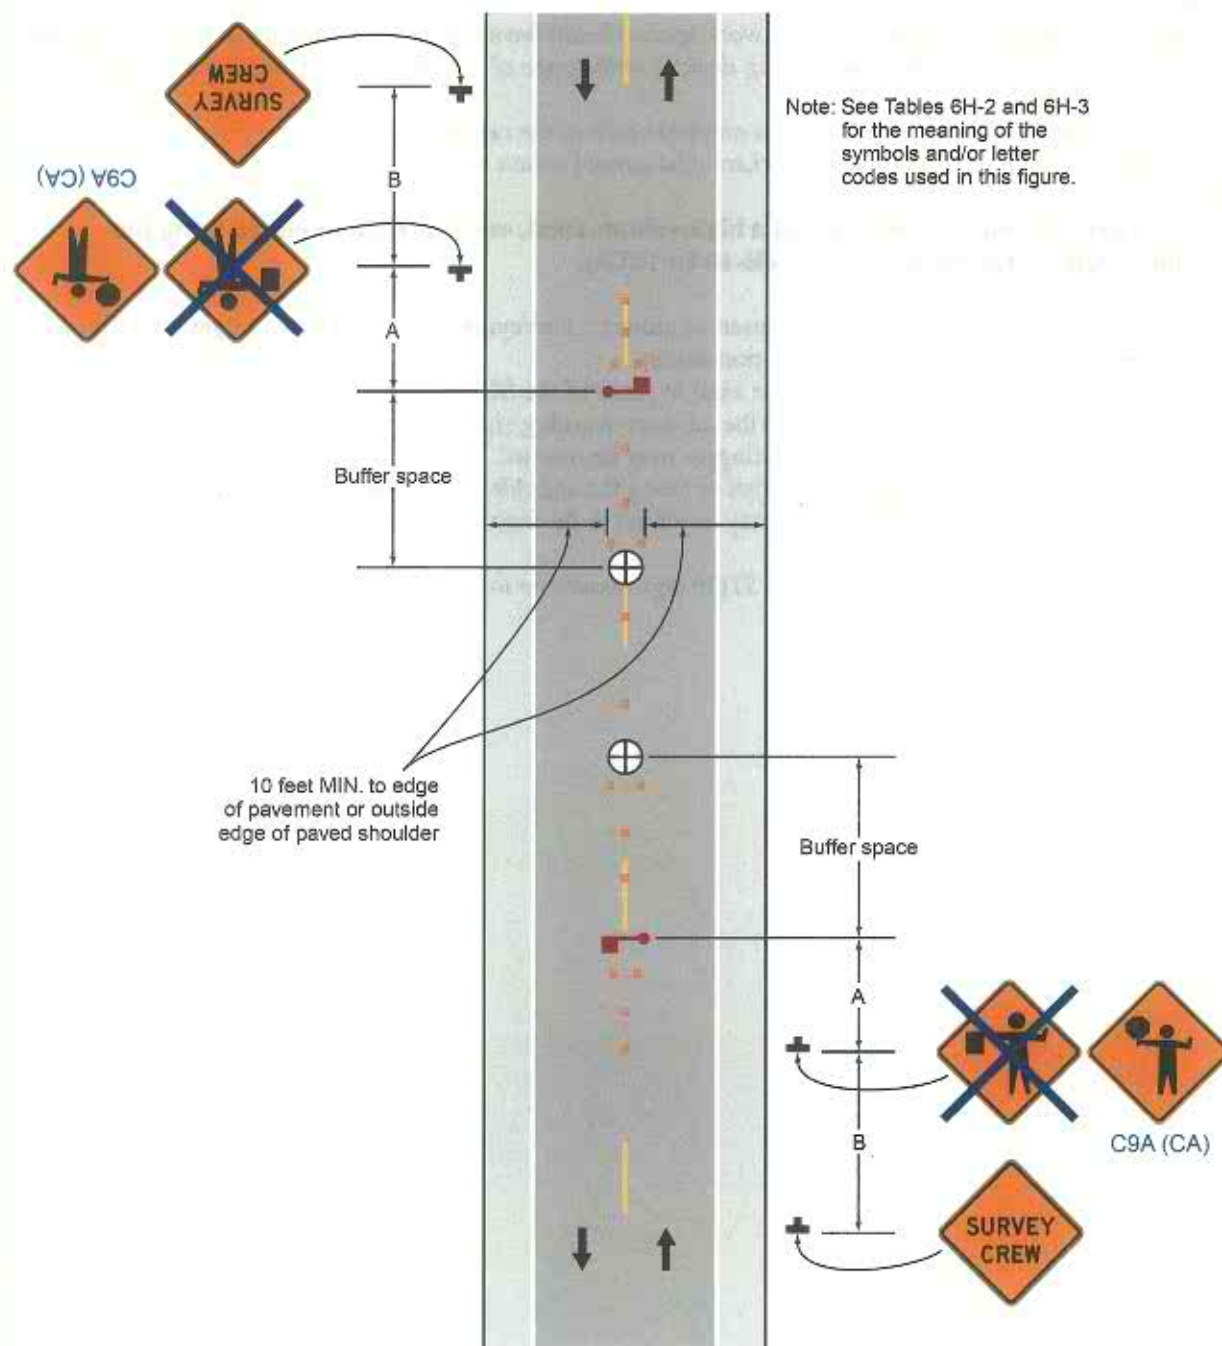 SURVEY
CREW
Note: See Tables 6H-2 and 6H-3
for the meaning of the
symbols and/or letter
codes used in this figure.
B
C9A (CA)
A
Buffer space
10 feet MIN. to edge
of pavement or outside
edge of paved shoulder
Buffer space
A
B
C9A (CA)
SURVEY
CREW